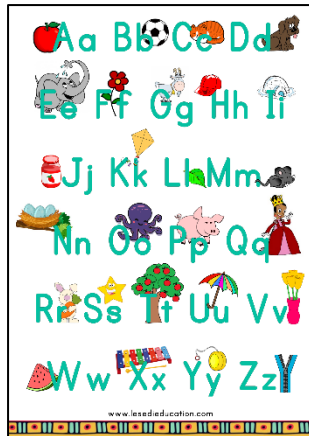 Aa Bb Cc Dd
Ee Ff Gg Hh Ii
Jj Kk Ll Mm
Nn Oo Pp Qq
Rr Ss Tt Uu Vv
Ww Xx Yy Zz
www.lesedieducation.com